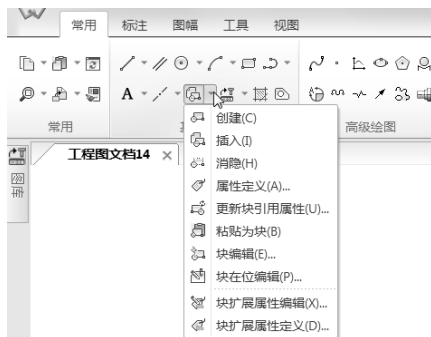 常用 标注 图幅 工具 视图
A
常用
高级绘图
工程图文档14
创建(C)
插入(I)
消隐(H)
属性定义(A)...
更新块引用属性(U)...
粘贴为块(B)
块编辑(E)...
块在位编辑(P)...
块扩展属性编辑(X)...
块扩展属性定义(D)...